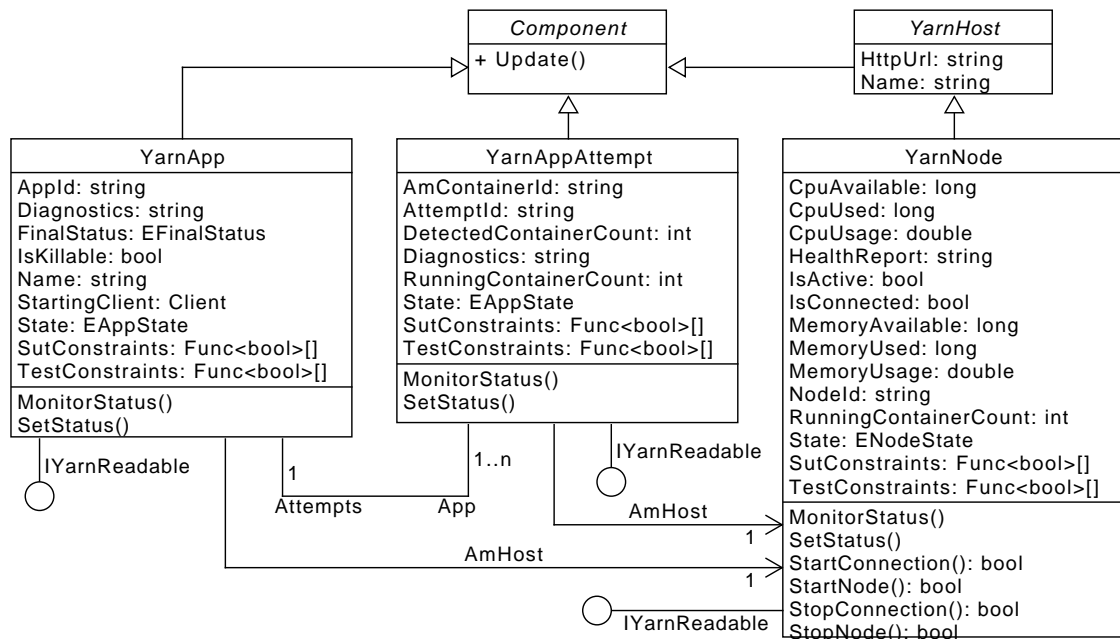 Component
+ Update()
YarnHost
HttpUrl: string
Name: string
YarnApp
AppId: string
Diagnostics: string
FinalStatus: EFinalStatus
IsKillable: bool
Name: string
StartingClient: Client
State: EAppState
SutConstraints: Func<bool>[]
TestConstraints: Func<bool>[]
MonitorStatus()
SetStatus()
YarnAppAttempt
AmContainerId: string
AttemptId: string
DetectedContainerCount: int
Diagnostics: string
RunningContainerCount: int
State: EAppState
SutConstraints: Func<bool>[]
TestConstraints: Func<bool>[]
MonitorStatus()
SetStatus()
YarnNode
CpuAvailable: long
CpuUsed: long
CpuUsage: double
HealthReport: string
IsActive: bool
IsConnected: bool
MemoryAvailable: long
MemoryUsed: long
MemoryUsage: double
NodeId: string
RunningContainerCount: int
State: ENodeState
SutConstraints: Func<bool>[]
TestConstraints: Func<bool>[]
MonitorStatus()
SetStatus()
StartConnection(): bool
StartNode(): bool
StopConnection(): bool
StopNode(): bool
IYarnReadable
1
1..n
IYarnReadable
Attempts
App
AmHost
1
AmHost
1
IYarnReadable